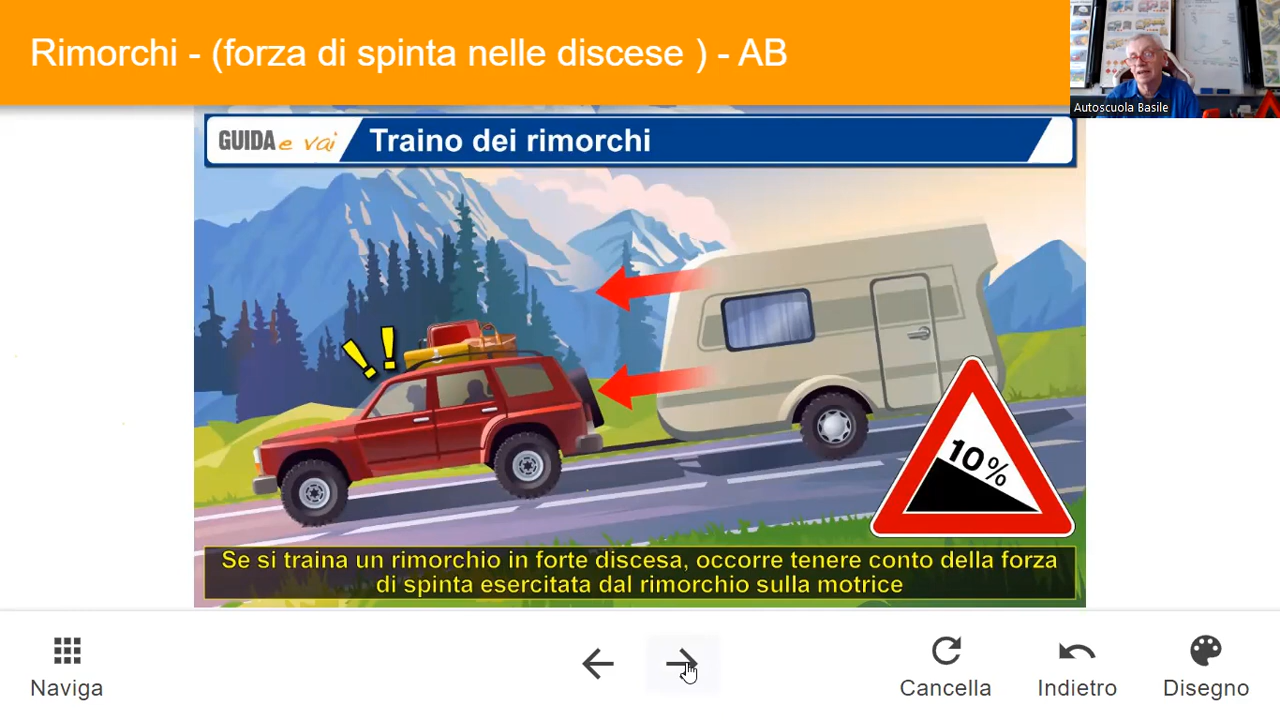 Rimorchi - (forza di spinta nelle discese ) - AB
Autoscuola Basile
GUIDA e vai
Traino dei rimorchi
10%
Se si traina un rimorchio in forte discesa, occorre tenere conto della forza
di spinta esercitata dal rimorchio sulla motrice
Naviga
Cancella
Indietro
Disegno